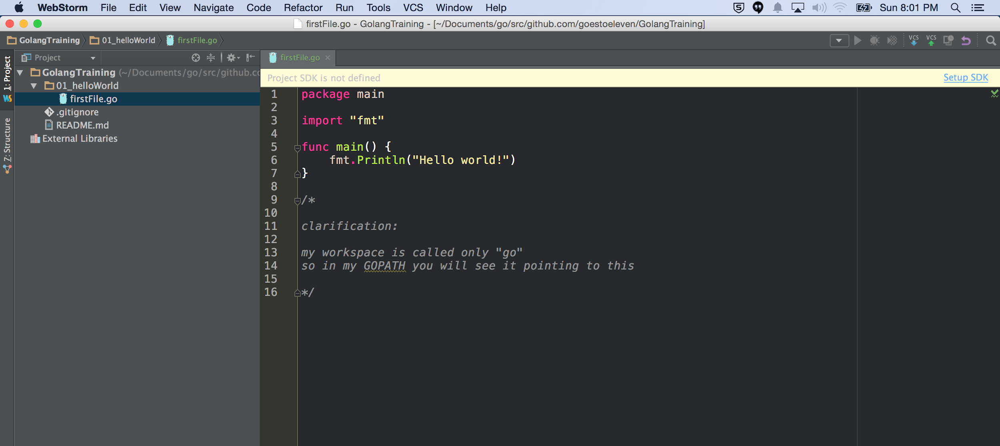 WebStorm File Edit View Navigate Code Refactor Run Tools VCS Window Help Sun 8:01 PM
firstFile.go - GolangTraining - [~/Documents/go/src/github.com/goestoeleven/GolangTraining]
GolangTraining 01_helloWorld firstFile.go VCS VCS
1: Project
7: Structure
Project
GolangTraining (~/Documents/go/src/github.co
01_helloWorld
firstFile.go
.gitignore
README.md
External Libraries
firstFile.go
Project SDK is not defined Setup SDK
1 package main
2
3 import "fmt"
4
5 func main() {
6     fmt.Println("Hello world!")
7 }
8
9 /*
10
11 clarification:
12
13 my workspace is called only "go"
14 so in my GOPATH you will see it pointing to this
15
16 */